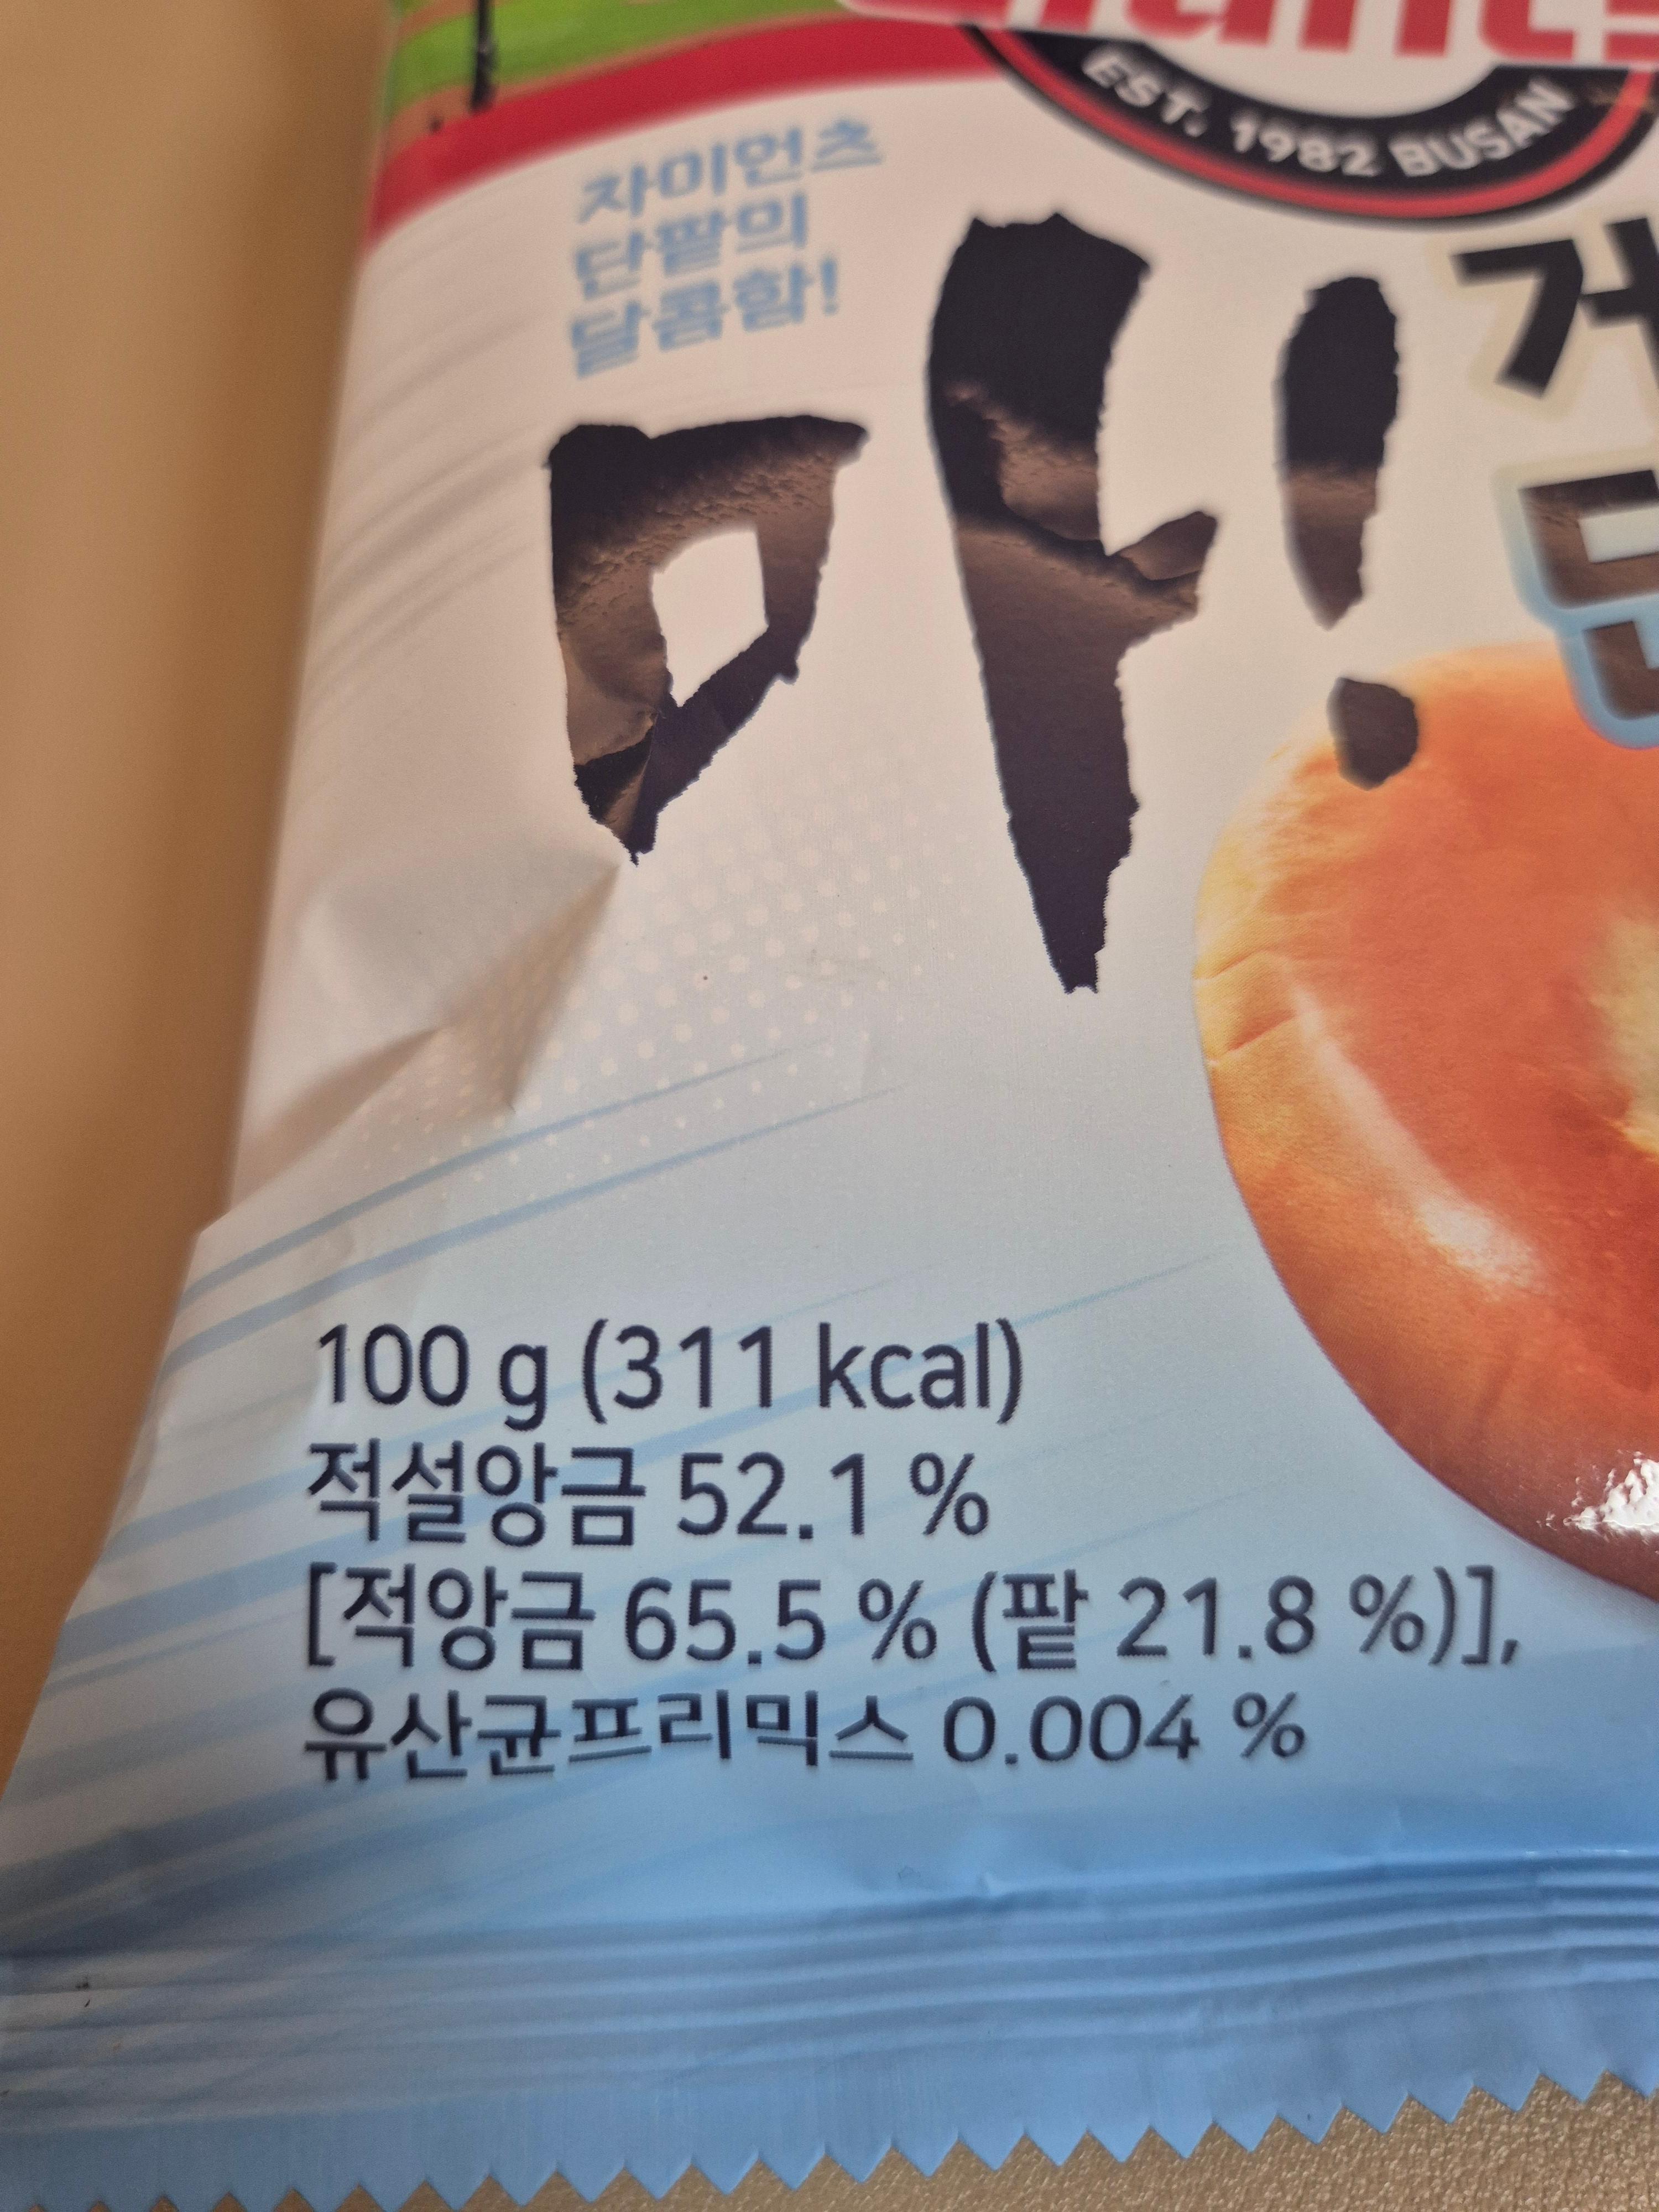 EST. 1982 BUSAN
자이언츠
단팥의
달콤함!
마!
100 g (311 kcal)
적설앙금 52.1 %
[적앙금 65.5 % (팥 21.8 %)],
유산균프리믹스 0.004 %